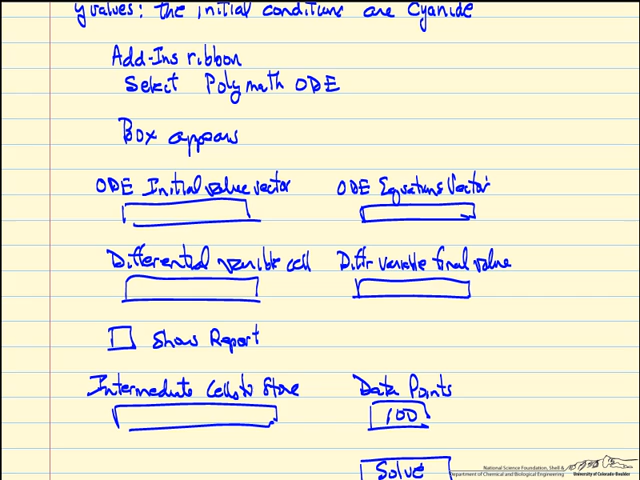 y values: the initial conditions are Cyanide
Add-Ins ribbon
Select Polymath ODE
Box appears
ODE Initial value vector ODE Equations Vector
Differential variable cell Diff'r variable final value
Show Report
Intermediate Cells to Store Data Points
100
National Science Foundation, Shell &
Department of Chemical and Biological Engineering University of Colorado Boulder
Solve